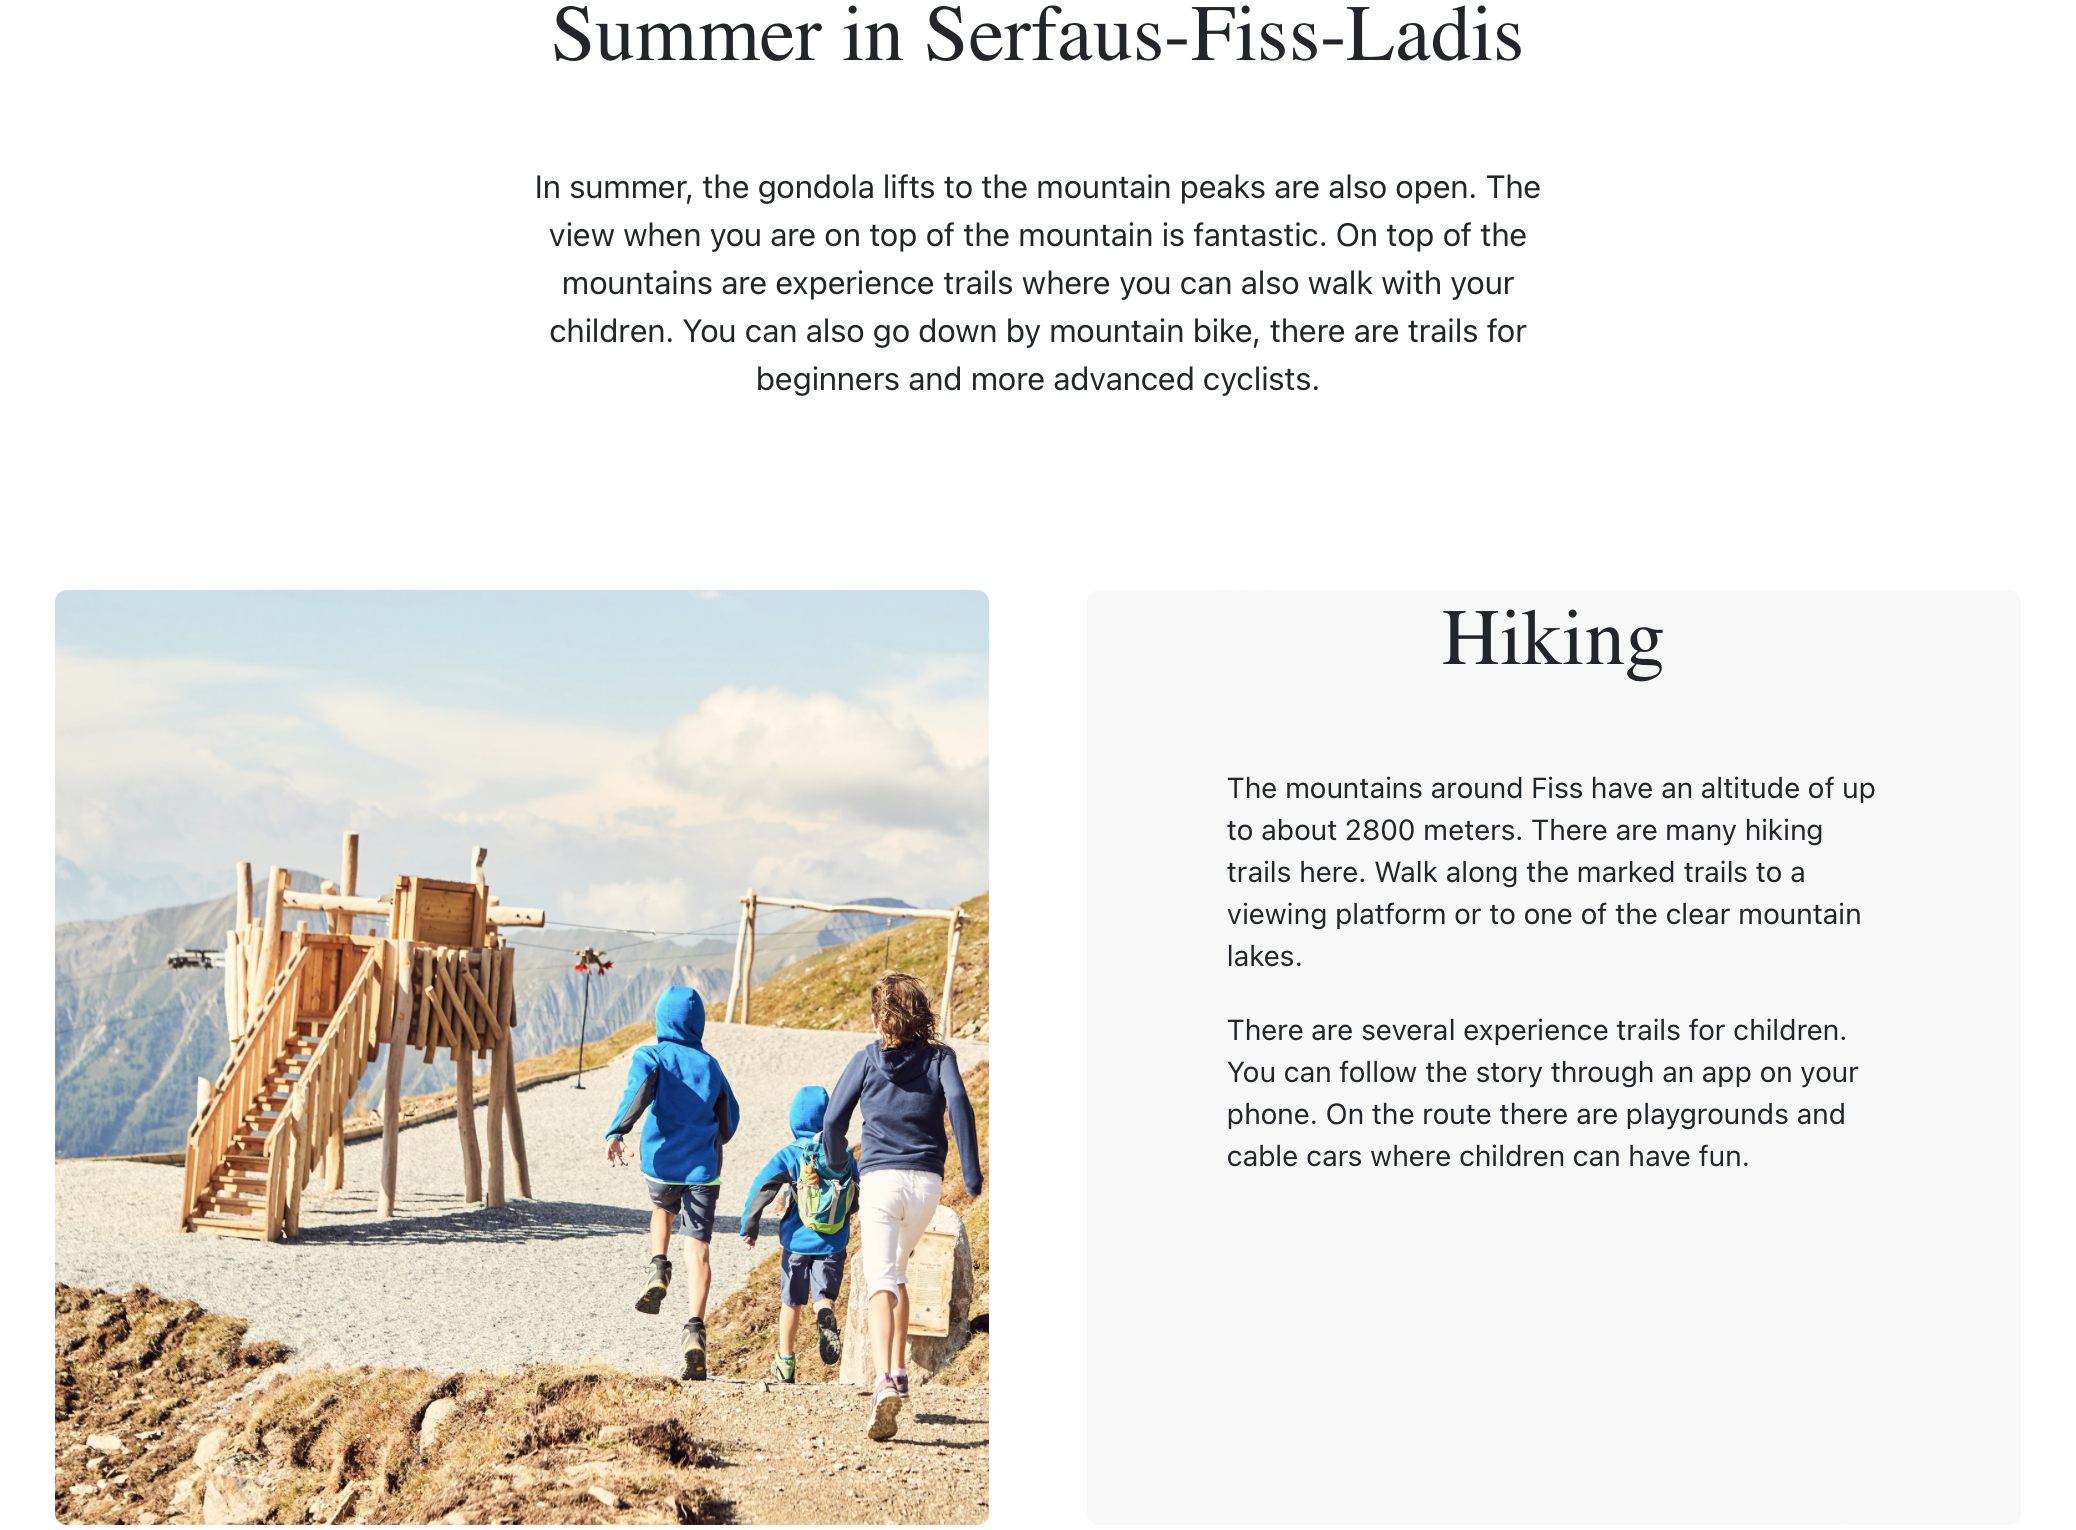 Summer in Serfaus-Fiss-Ladis
In summer, the gondola lifts to the mountain peaks are also open. The
view when you are on top of the mountain is fantastic. On top of the
mountains are experience trails where you can also walk with your
children. You can also go down by mountain bike, there are trails for
beginners and more advanced cyclists.
Hiking
The mountains around Fiss have an altitude of up
to about 2800 meters. There are many hiking
trails here. Walk along the marked trails to a
viewing platform or to one of the clear mountain
lakes.
There are several experience trails for children.
You can follow the story through an app on your
phone. On the route there are playgrounds and
cable cars where children can have fun.